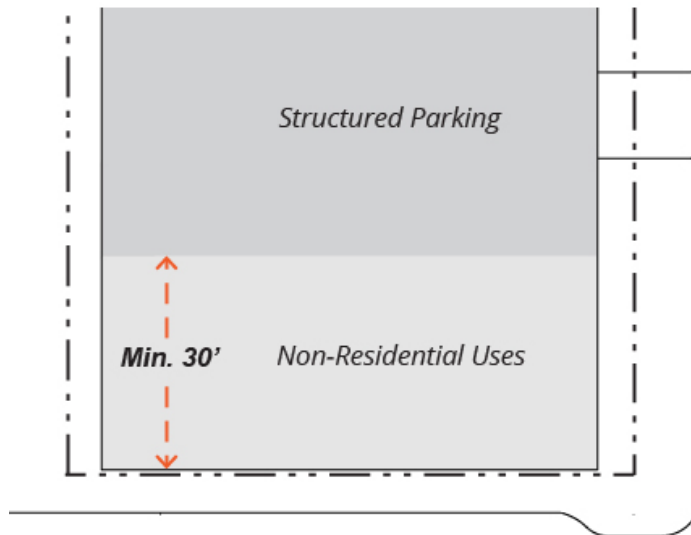 Structured Parking
Min. 30’
Non-Residential Uses